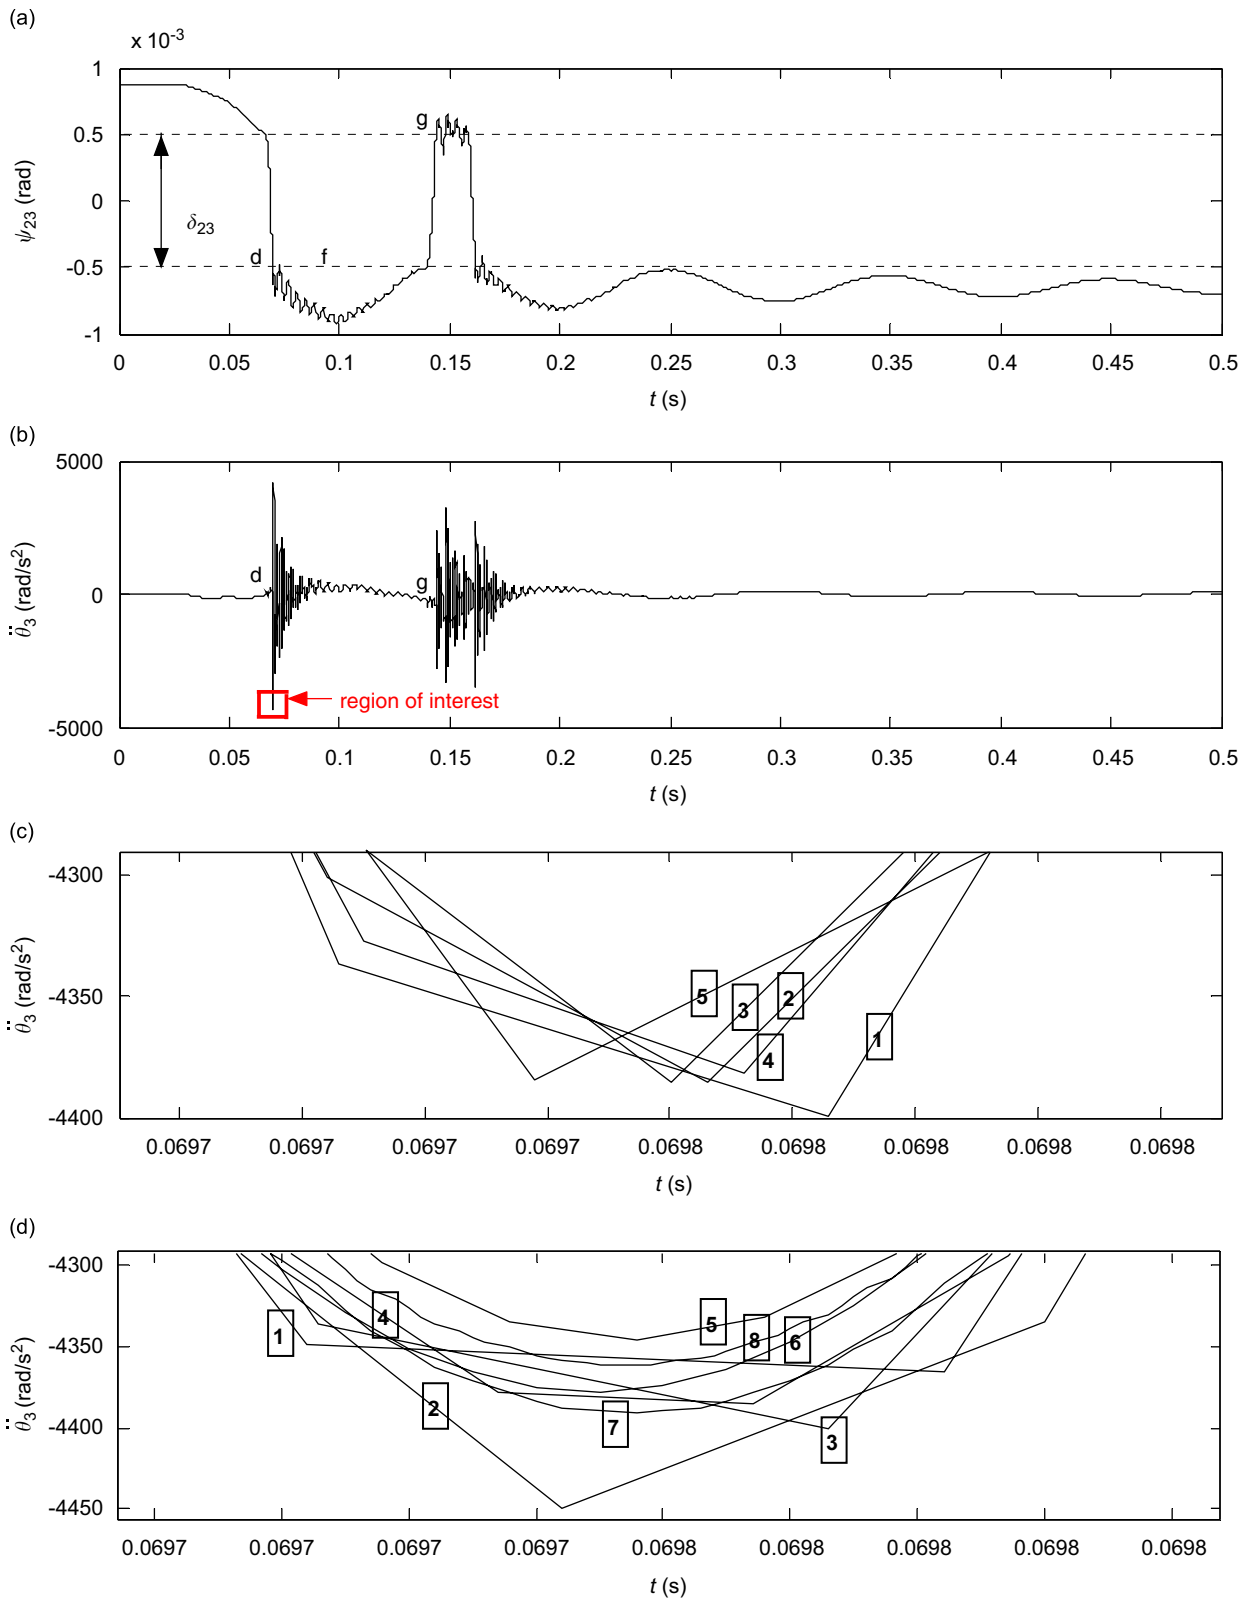 (a)
x 10-3
1
0.5
0
-0.5
-1
ψ23 (rad)
δ23
d
f
g
0 0.05 0.1 0.15 0.2 0.25 0.3 0.35 0.4 0.45 0.5
t (s)
(b)
5000
0
-5000
θ̈3 (rad/s2)
d
g
region of interest
0 0.05 0.1 0.15 0.2 0.25 0.3 0.35 0.4 0.45 0.5
t (s)
(c)
-4300
-4350
-4400
θ̈3 (rad/s2)
5
3
2
4
1
0.0697 0.0697 0.0697 0.0697 0.0698 0.0698 0.0698 0.0698 0.0698
t (s)
(d)
-4300
-4350
-4400
-4450
θ̈3 (rad/s2)
1
4
2
7
5
8
6
3
0.0697 0.0697 0.0697 0.0697 0.0698 0.0698 0.0698 0.0698 0.0698
t (s)